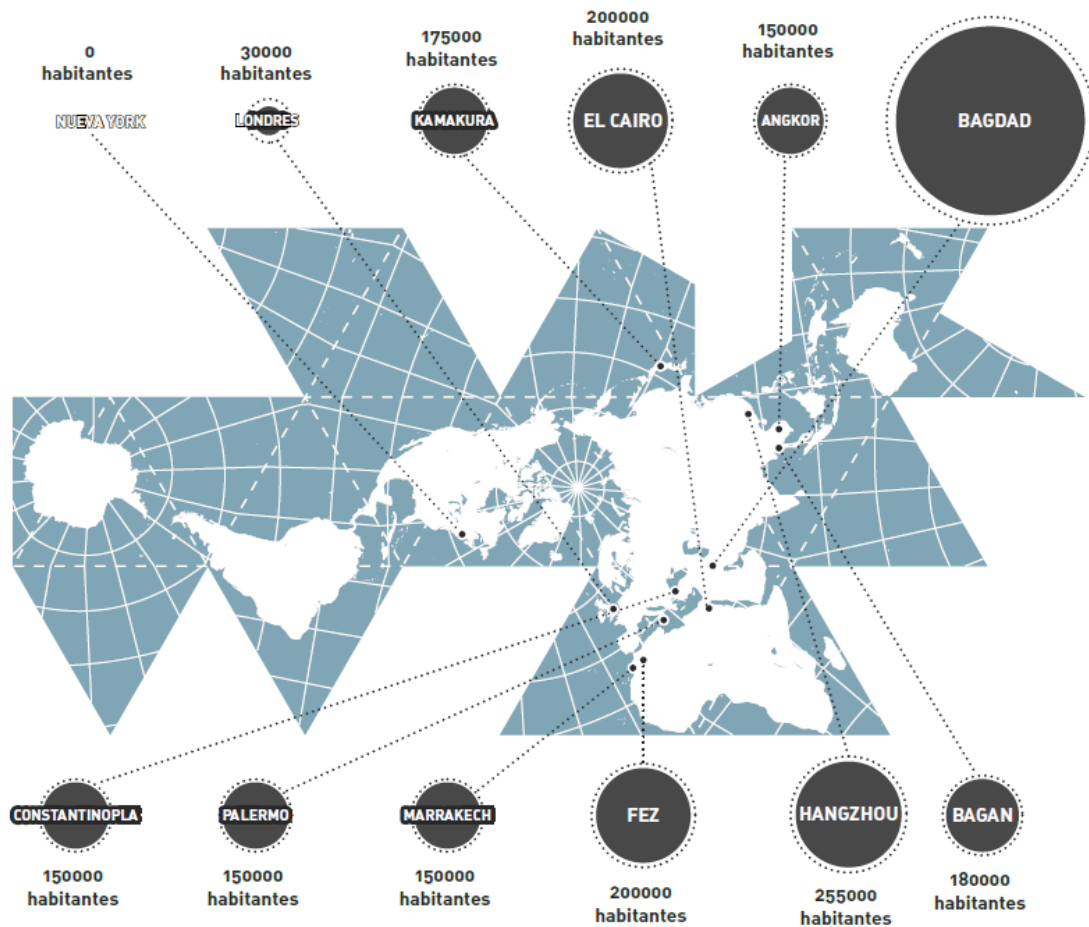 0
habitantes
NUEVA YORK
30000
habitantes
LONDRES
175000
habitantes
KAMAKURA
200000
habitantes
EL CAIRO
150000
habitantes
ANGKOR
BAGDAD
CONSTANTINOPLA
150000
habitantes
PALERMO
150000
habitantes
MARRAKECH
150000
habitantes
FEZ
200000
habitantes
HANGZHOU
255000
habitantes
BAGAN
180000
habitantes